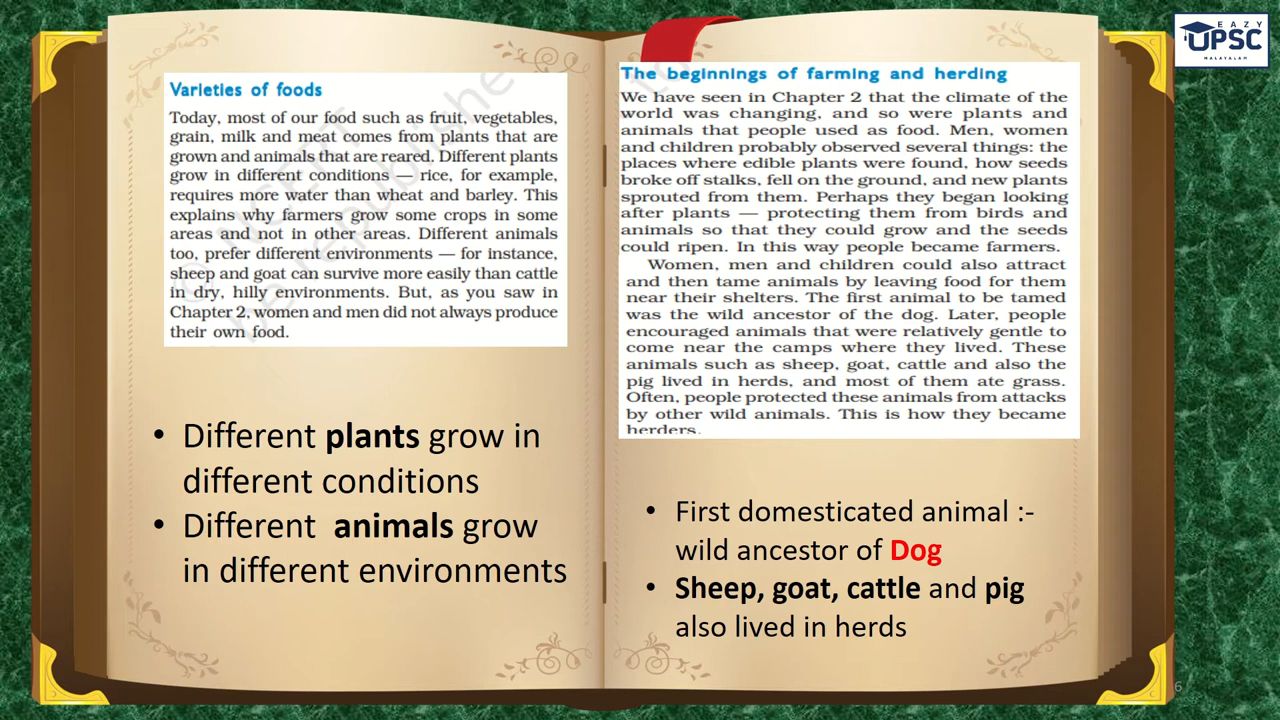 EAZY
UPSC
MALAYALAM
Varieties of foods
Today, most of our food such as fruit, vegetables,
grain, milk and meat comes from plants that are
grown and animals that are reared. Different plants
grow in different conditions — rice, for example,
requires more water than wheat and barley. This
explains why farmers grow some crops in some
areas and not in other areas. Different animals
too, prefer different environments — for instance,
sheep and goat can survive more easily than cattle
in dry, hilly environments. But, as you saw in
Chapter 2, women and men did not always produce
their own food.
• Different plants grow in
different conditions
• Different animals grow
in different environments
The beginnings of farming and herding
We have seen in Chapter 2 that the climate of the
world was changing, and so were plants and
animals that people used as food. Men, women
and children probably observed several things: the
places where edible plants were found, how seeds
broke off stalks, fell on the ground, and new plants
sprouted from them. Perhaps they began looking
after plants — protecting them from birds and
animals so that they could grow and the seeds
could ripen. In this way people became farmers.
Women, men and children could also attract
and then tame animals by leaving food for them
near their shelters. The first animal to be tamed
was the wild ancestor of the dog. Later, people
encouraged animals that were relatively gentle to
come near the camps where they lived. These
animals such as sheep, goat, cattle and also the
pig lived in herds, and most of them ate grass.
Often, people protected these animals from attacks
by other wild animals. This is how they became
herders.
• First domesticated animal :-
wild ancestor of Dog
• Sheep, goat, cattle and pig
also lived in herds
6